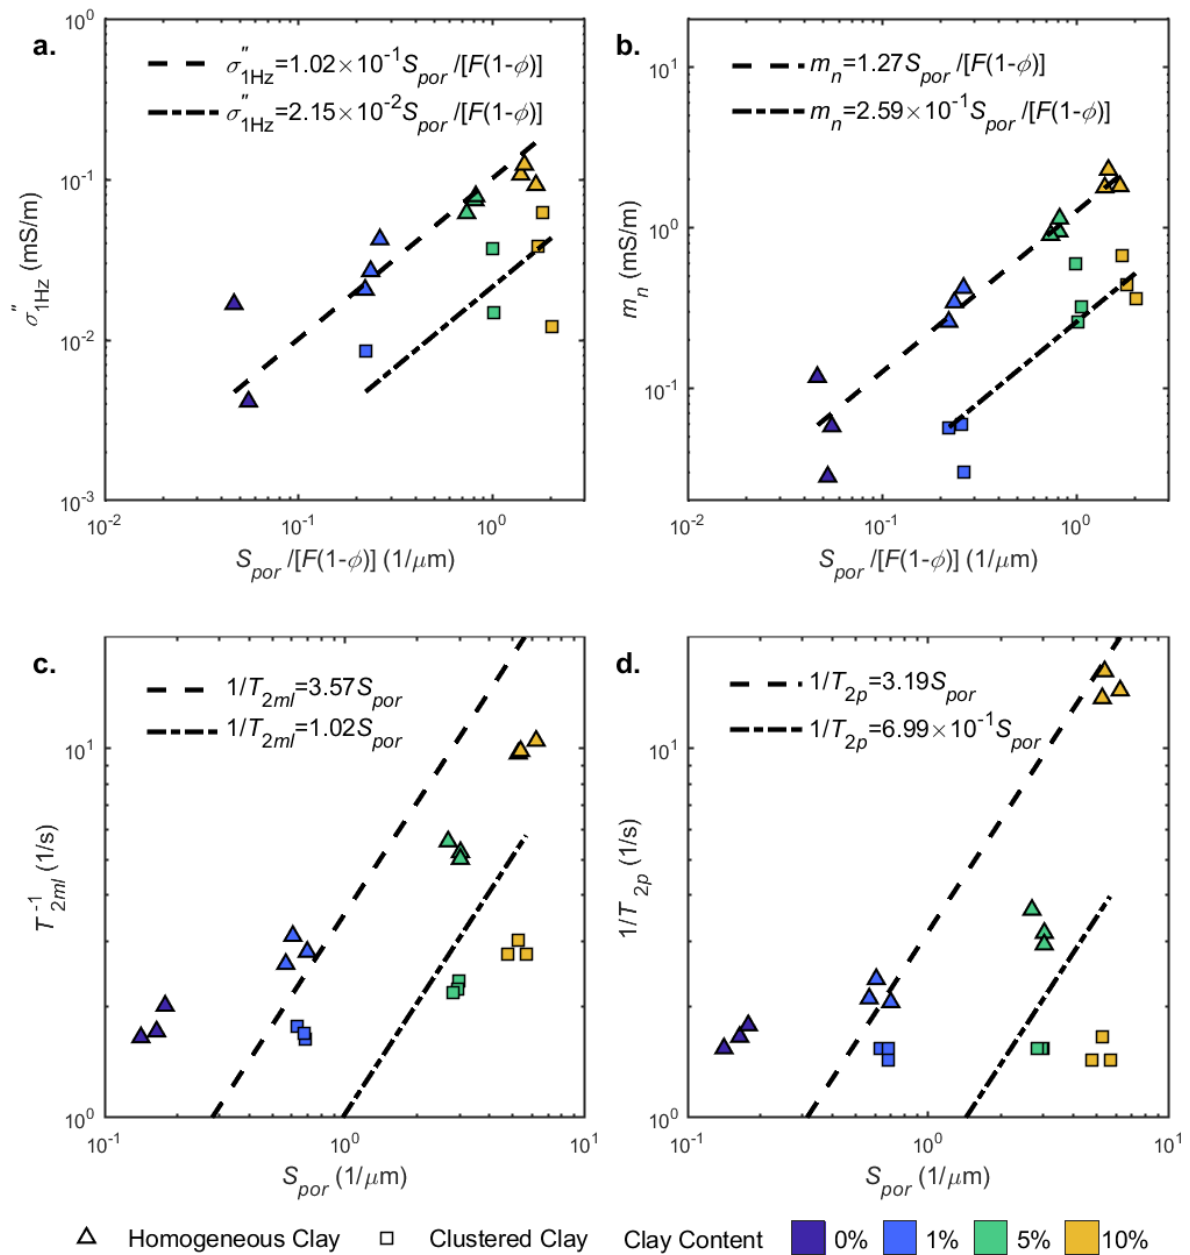 a.
10⁰
σ″1Hz=1.02×10⁻¹Spor/[F(1-ϕ)]
σ″1Hz=2.15×10⁻²Spor/[F(1-ϕ)]
10⁻¹
10⁻²
10⁻³
σ″1Hz (mS/m)
10⁻² 10⁻¹ 10⁰
Spor/[F(1-ϕ)] (1/μm)
b.
mn=1.27Spor/[F(1-ϕ)]
mn=2.59×10⁻¹Spor/[F(1-ϕ)]
10¹
10⁰
10⁻¹
mn (mS/m)
10⁻² 10⁻¹ 10⁰
Spor/[F(1-ϕ)] (1/μm)
c.
1/T2ml=3.57Spor
1/T2ml=1.02Spor
10¹
10⁰
T⁻¹2ml (1/s)
10⁻¹ 10⁰ 10¹
Spor (1/μm)
d.
1/T2p=3.19Spor
1/T2p=6.99×10⁻¹Spor
10¹
10⁰
1/T2p (1/s)
10⁻¹ 10⁰ 10¹
Spor (1/μm)
Homogeneous Clay Clustered Clay Clay Content 0% 1% 5% 10%